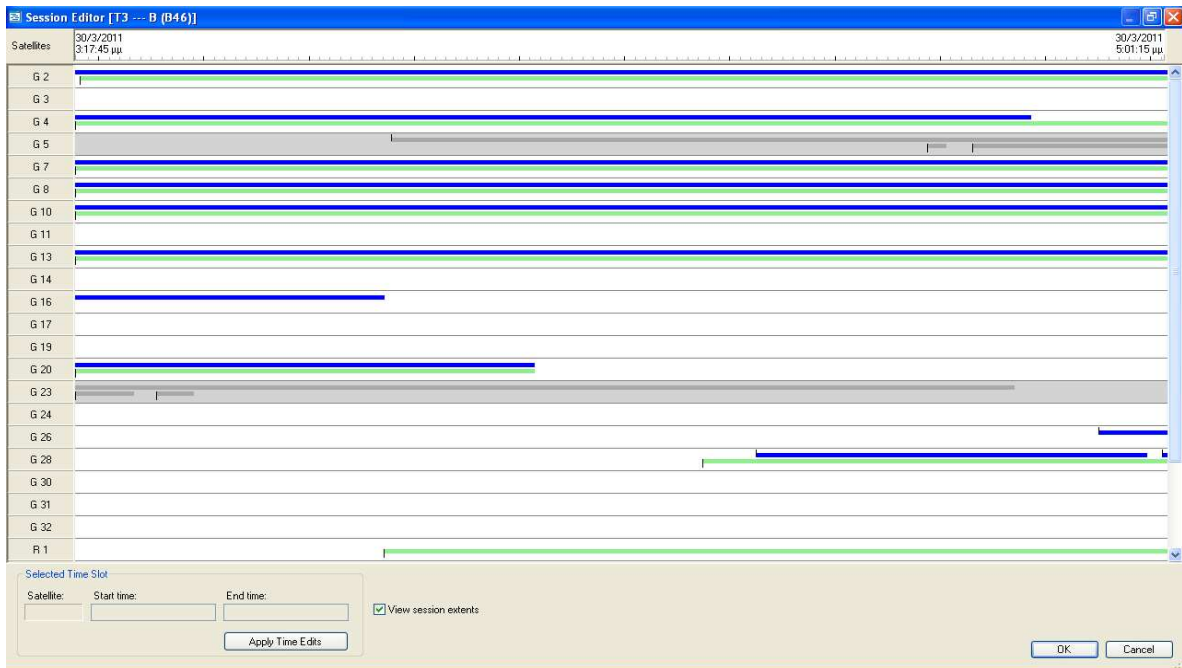 Session Editor [T3 --- B (B46)]
Satellites
30/3/2011
3:17:45 μμ
30/3/2011
5:01:15 μμ
G 2
G 3
G 4
G 5
G 7
G 8
G 10
G 11
G 13
G 14
G 16
G 17
G 19
G 20
G 23
G 24
G 26
G 28
G 30
G 31
G 32
R 1
Selected Time Slot
Satellite: Start time: End time:
View session extents
Apply Time Edits
OK Cancel